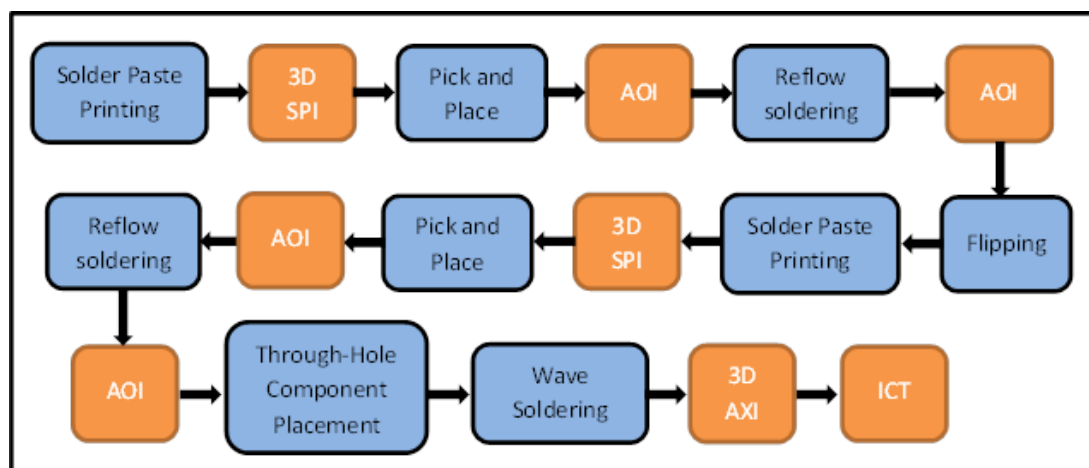 Solder Paste
Printing
3D
SPI
Pick and
Place
AOI
Reflow
soldering
AOI
Flipping
Solder Paste
Printing
3D
SPI
Pick and
Place
AOI
Reflow
soldering
AOI
Through-Hole
Component
Placement
Wave
Soldering
3D
AXI
ICT